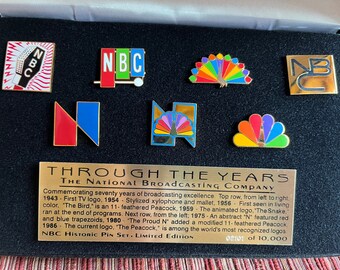 NBC
NBC
NBC
THROUGH THE YEARS
THE NATIONAL BROADCASTING COMPANY
Commemorating seventy years of broadcasting excellence. Top row, from left to right,
1943 - First TV logo, 1954 - Stylized xylophone and mallet, 1956 - First seen in living
color, "The Bird," is an 11- feathered Peacock, 1959 - The animated logo, "The Snake"
ran at the end of programs. Next row, from the left; 1975 - An abstract "N" featured red
and blue trapezoids. 1980 - "The Proud N" added a stylized, 11-feathered Peacock
1986 - The current logo, "The Peacock," is among the world's most recognized logos.
NBC HISTORIC PIN SET - LIMITED EDITION
of 10,000